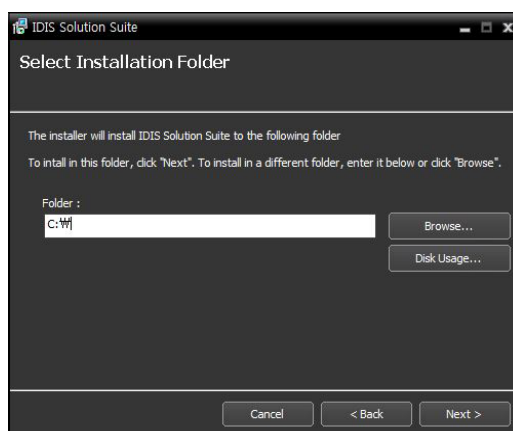 IDIS Solution Suite
Select Installation Folder
The installer will install IDIS Solution Suite to the following folder
To intall in this folder, click "Next". To install in a different folder, enter it below or click "Browse".
Folder :
C:₩
Browse...
Disk Usage...
Cancel
< Back
Next >